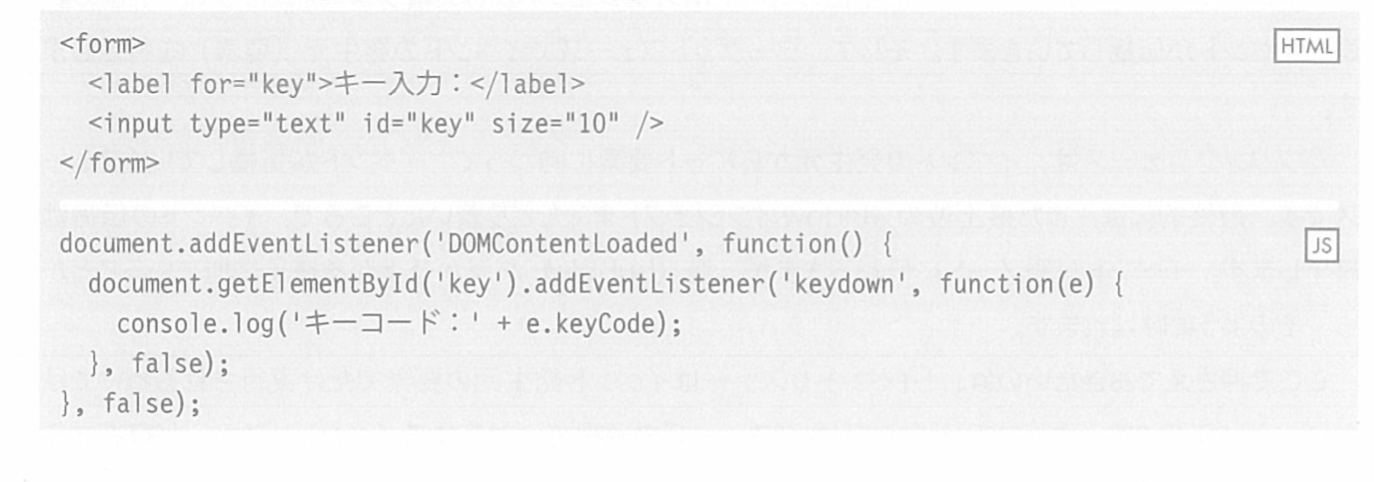 <form>
HTML
<label for="key">キー入力：</label>
<input type="text" id="key" size="10" />
</form>
document.addEventListener('DOMContentLoaded', function() {
JS
document.getElementById('key').addEventListener('keydown', function(e) {
console.log('キーコード：' + e.keyCode);
}, false);
}, false);